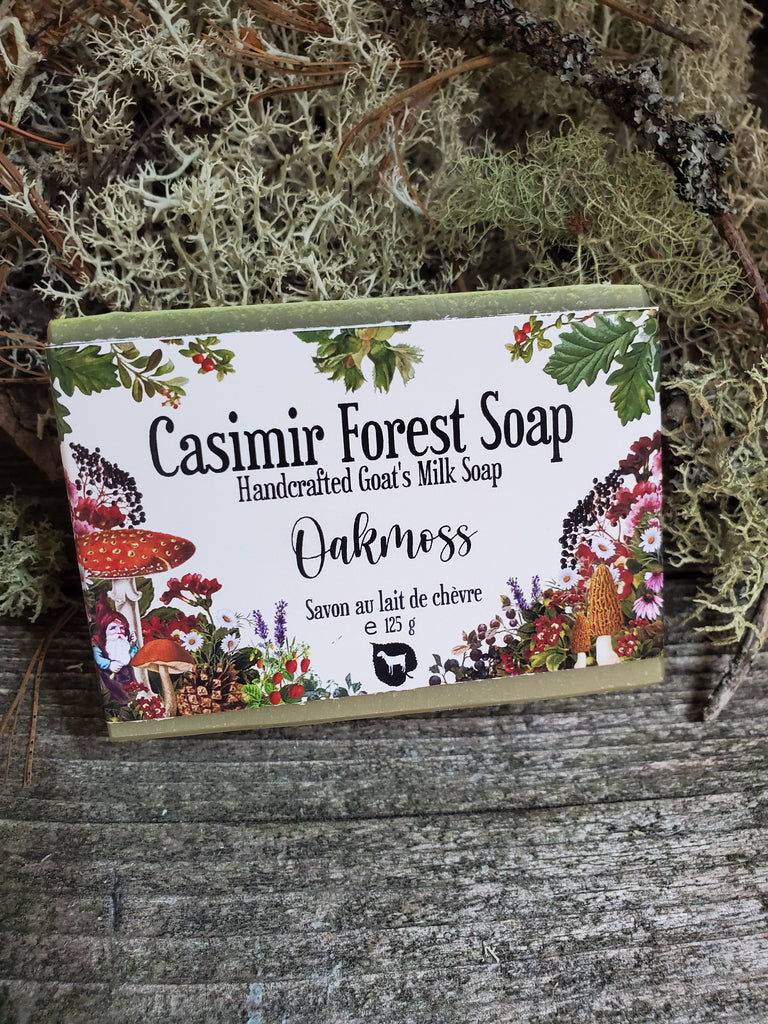 Casimir Forest Soap
Handcrafted Goat's Milk Soap
Oakmoss
Savon au lait de chèvre
e 125 g